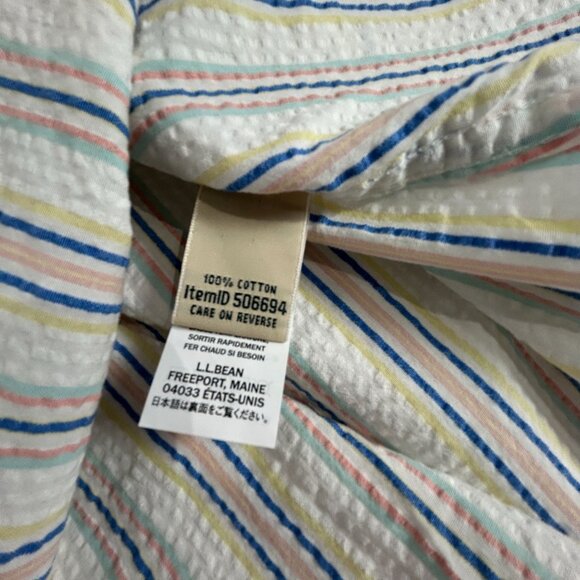 100% COTTON
ItemID 506694
CARE ON REVERSE
SORTIR RAPIDEMENT
FER CHAUD SI BESOIN
L.L.BEAN
FREEPORT, MAINE
04033 ÉTATS-UNIS
日本語は裏面をご覧ください。